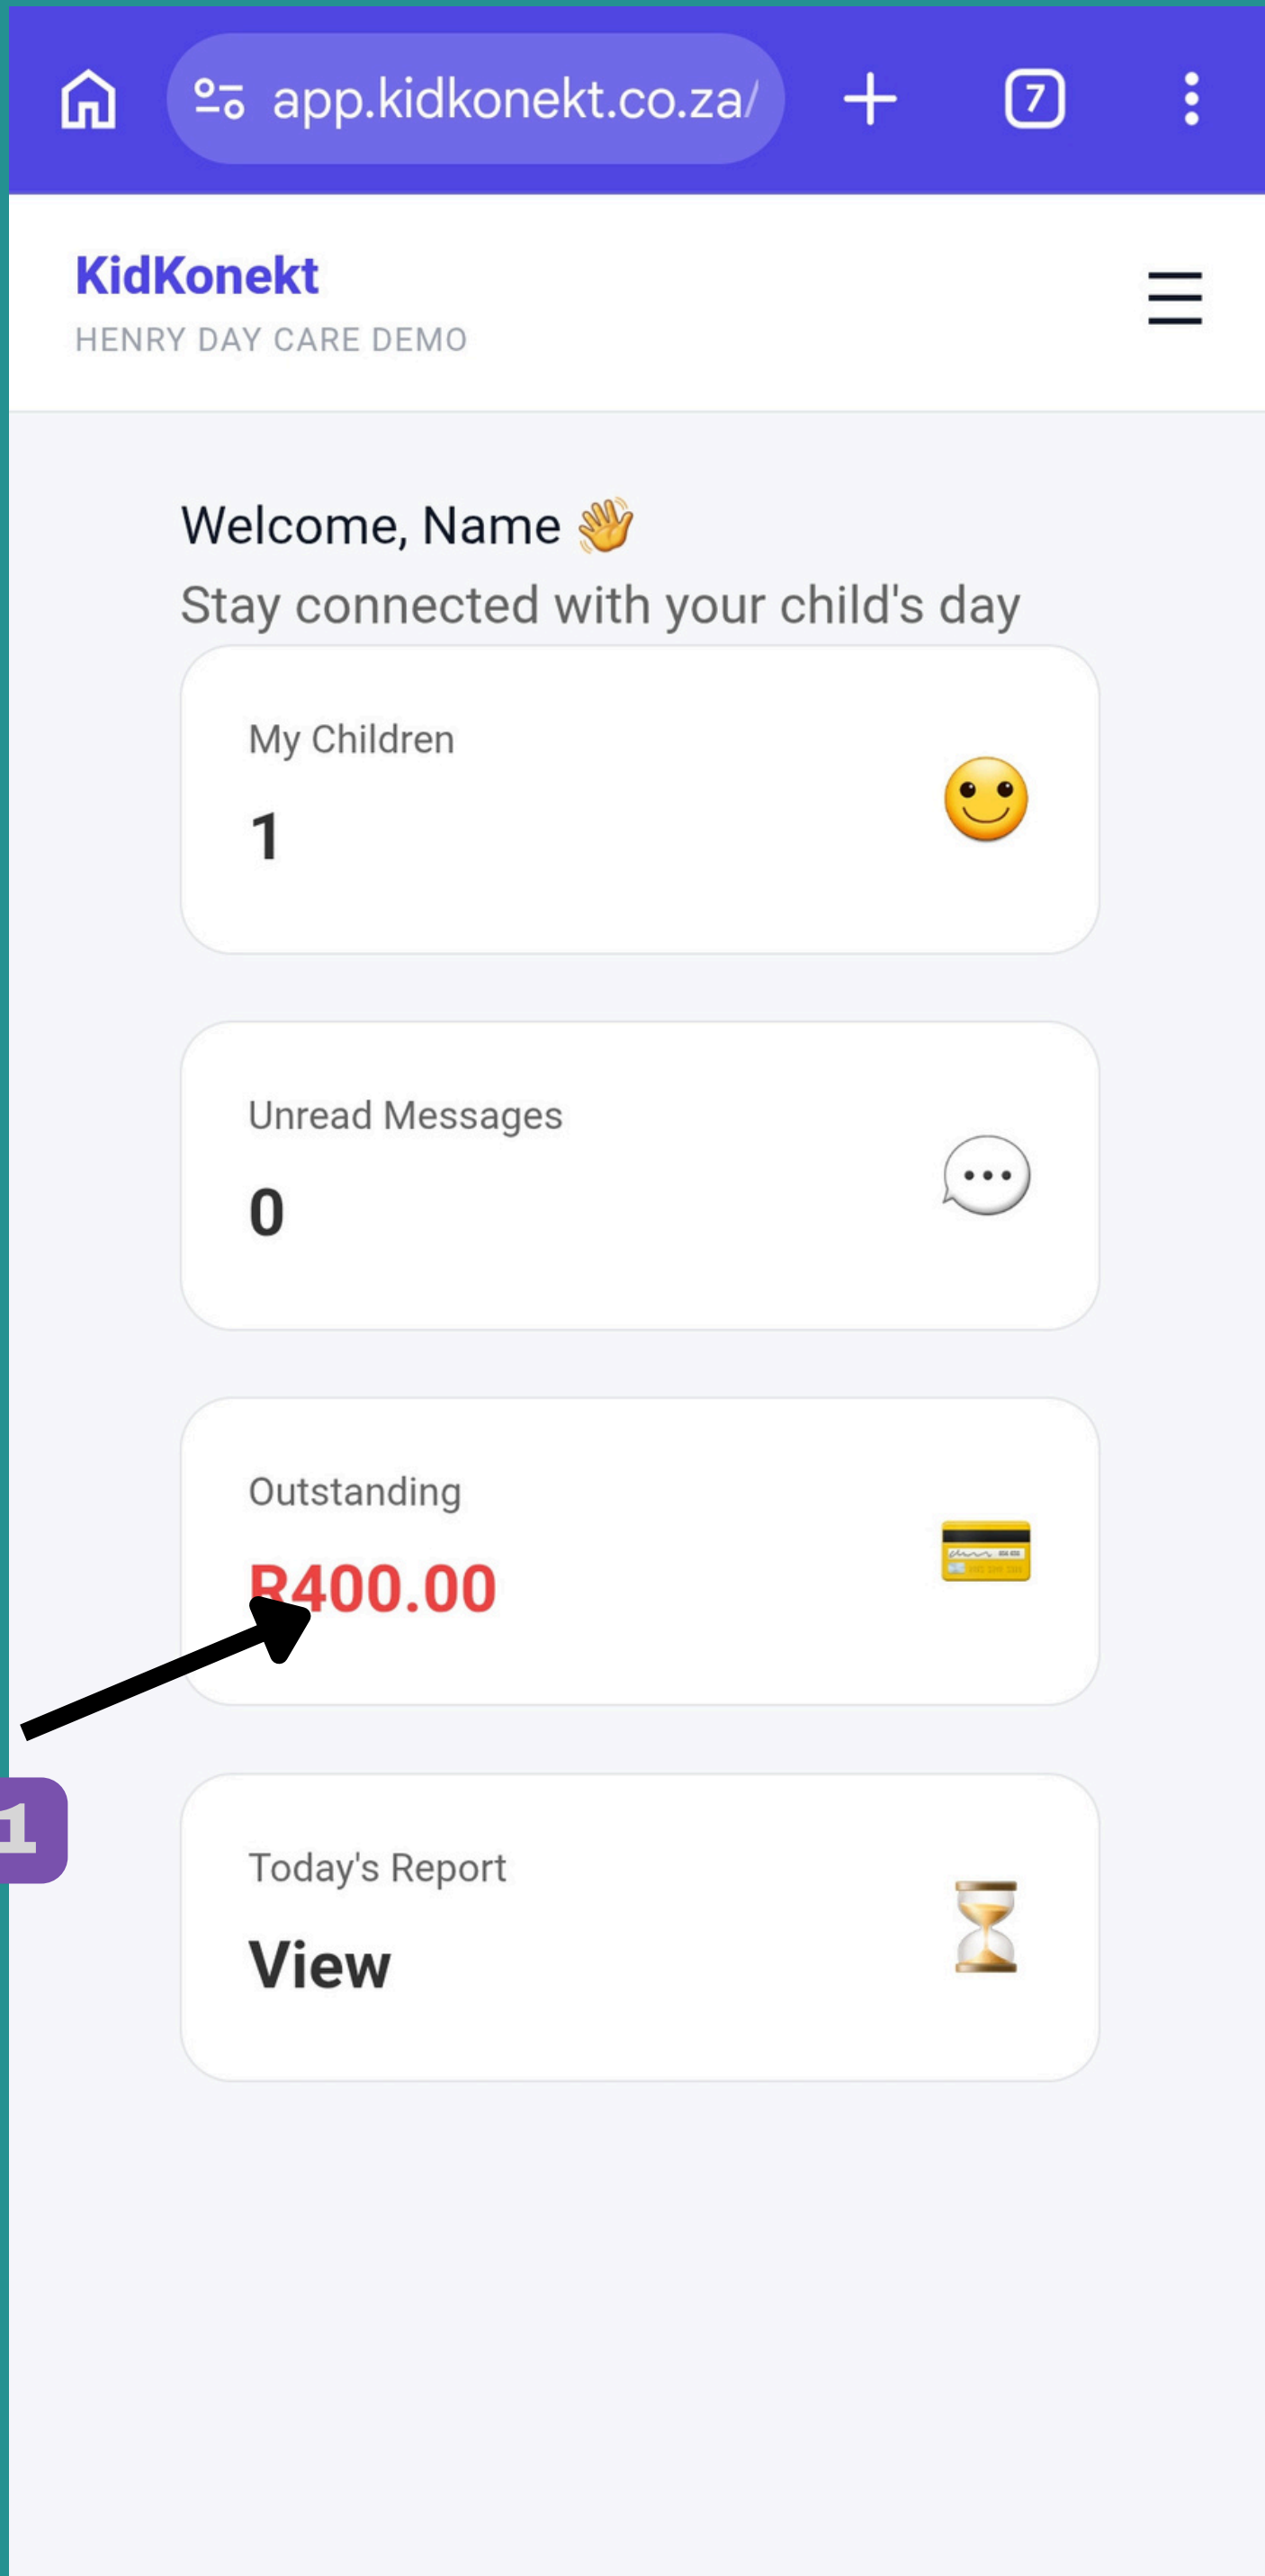 app.kidkonekt.co.za/
7
KidKonekt
HENRY DAY CARE DEMO
Welcome, Name 👋
Stay connected with your child's day
My Children
1
Unread Messages
0
Outstanding
R400.00
1
Today's Report
View